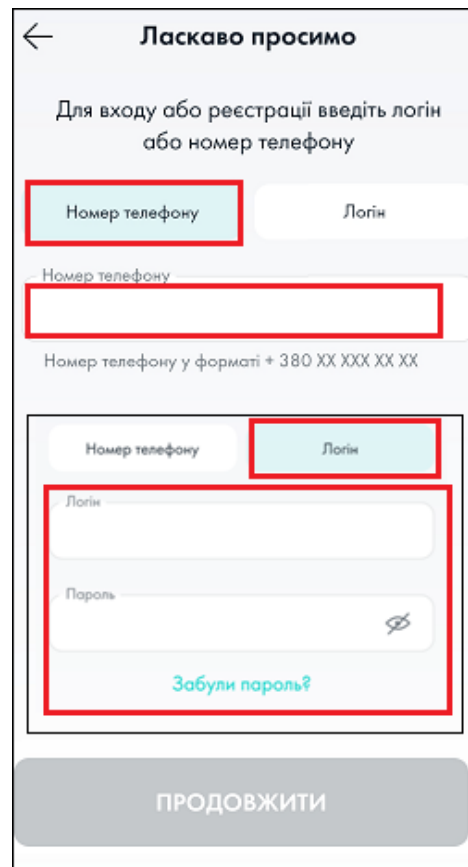 Ласкаво просимо
Для входу або реєстрації введіть логін
або номер телефону
Номер телефону Логін
Номер телефону
Номер телефону у форматі + 380 XX XXX XX XX
Номер телефону Логін
Логін
Пароль
Забули пароль?
ПРОДОВЖИТИ